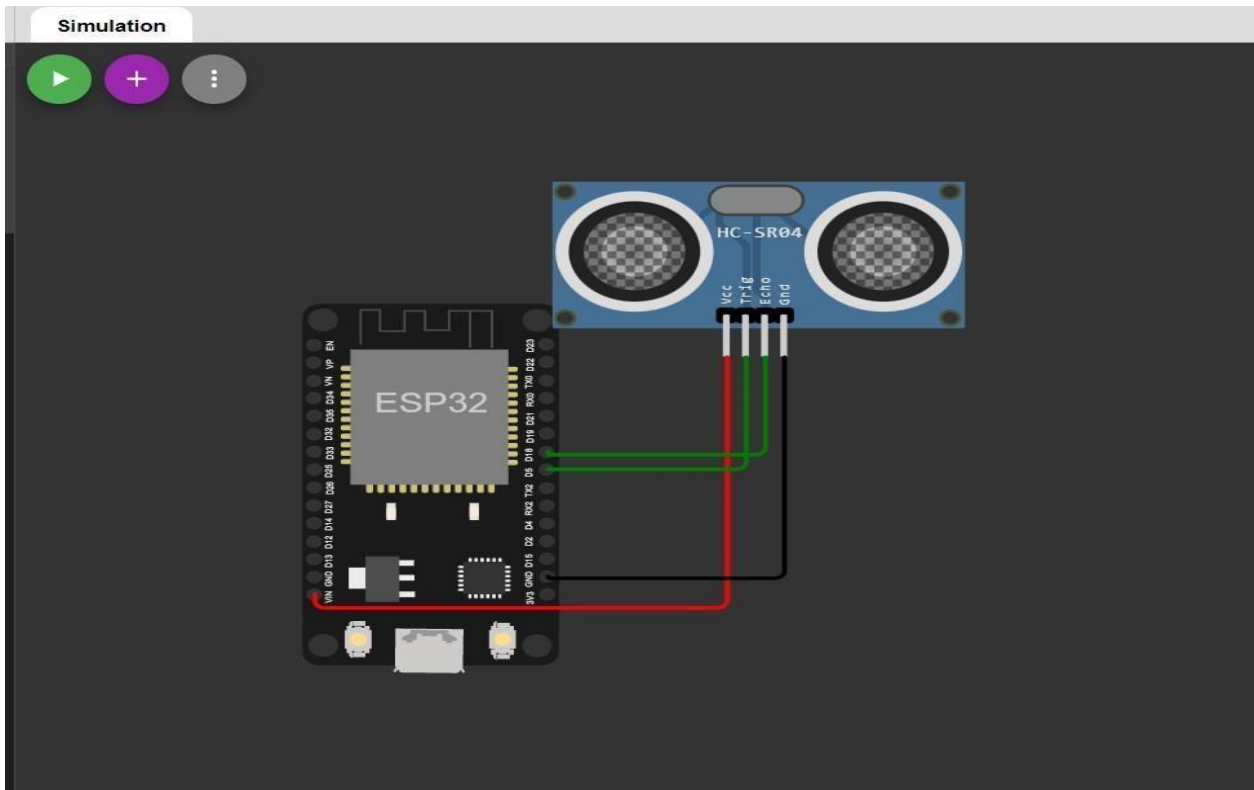 Simulation
HC-SR04
Vcc
Trig
Echo
Gnd
ESP32
EN
VP
VN
D34
D35
D32
D33
D25
D26
D27
D14
D12
D13
GND
VIN
D23
D22
TX0
RX0
D21
D19
D18
D5
TX2
RX2
D4
D2
D15
GND
3V3